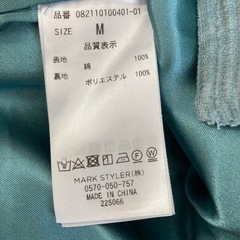 品番 082110100401-01
SIZE M
品質表示
表地 綿 100%
裏地 ポリエステル 100%
MARK STYLER(株)
0570-050-757
MADE IN CHINA
225066